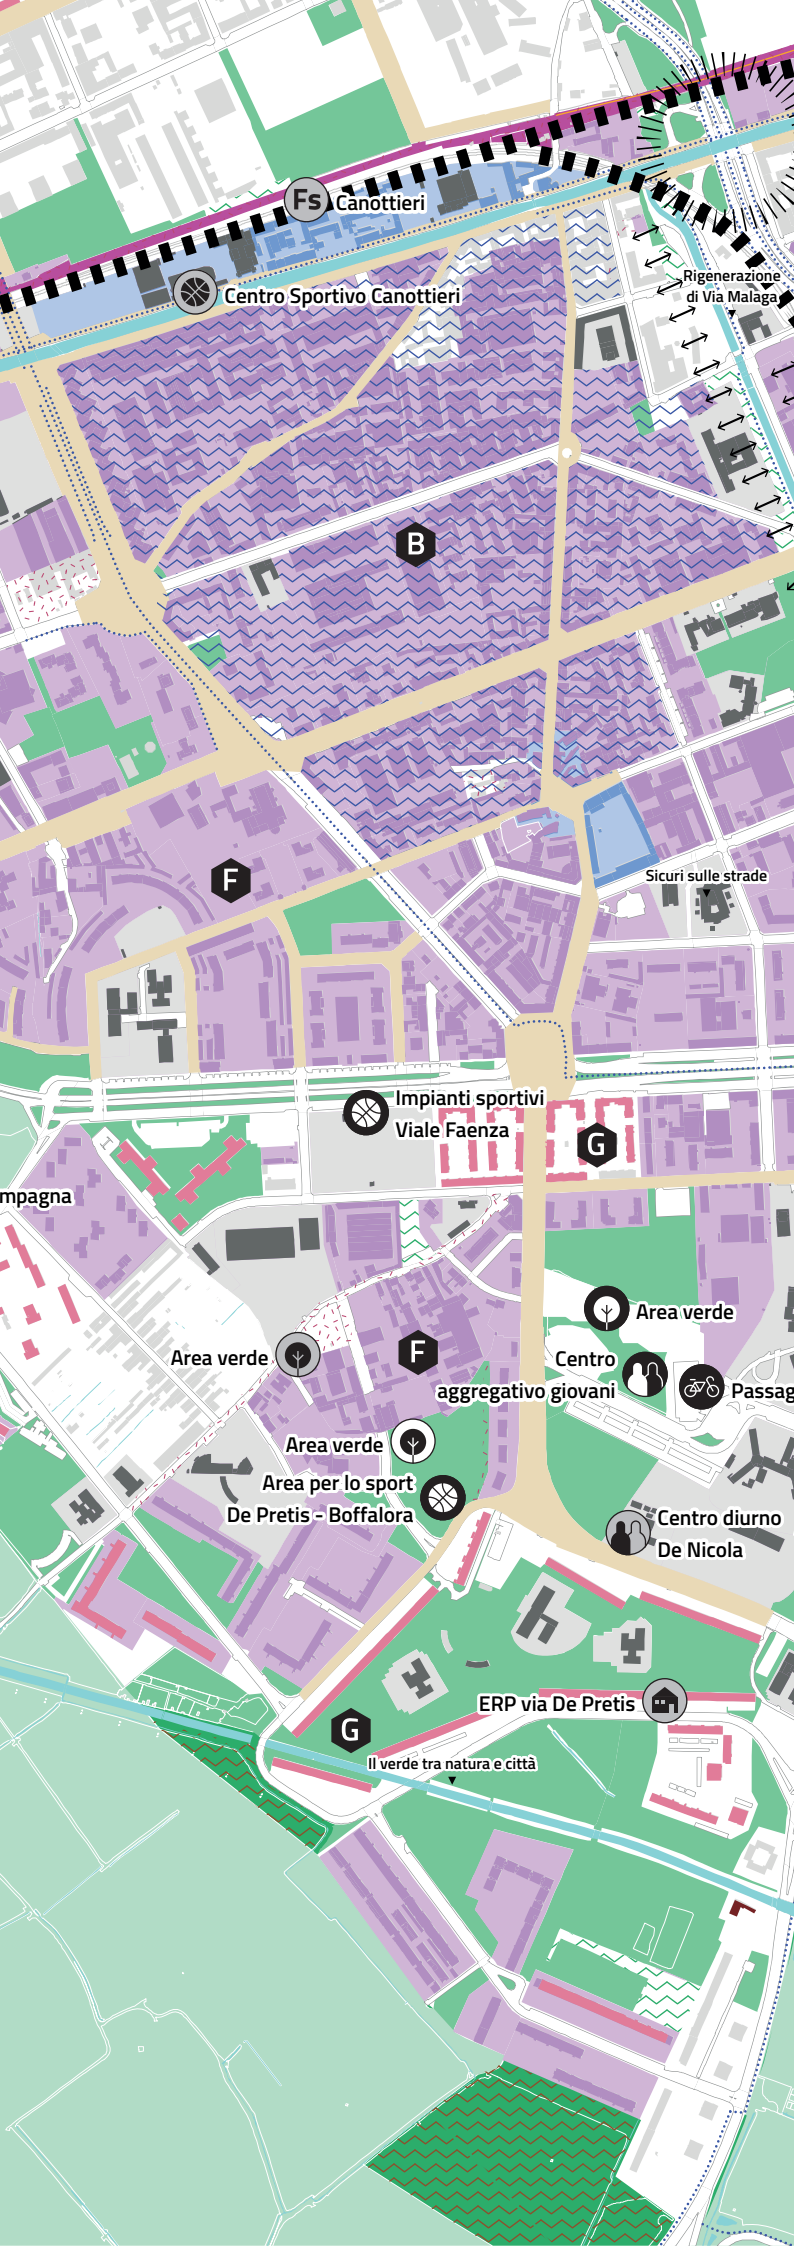 Fs
Canottieri
Rigenerazione
di Via Malaga
Centro Sportivo Canottieri
B
F
Sicuri sulle strade
Impianti sportivi
Viale Faenza
G
mpagna
Area verde
Area verde
F
Centro
aggregativo giovani
Passag
Area verde
Area per lo sport
De Pretis - Boffalora
Centro diurno
De Nicola
ERP via De Pretis
G
Il verde tra natura e città